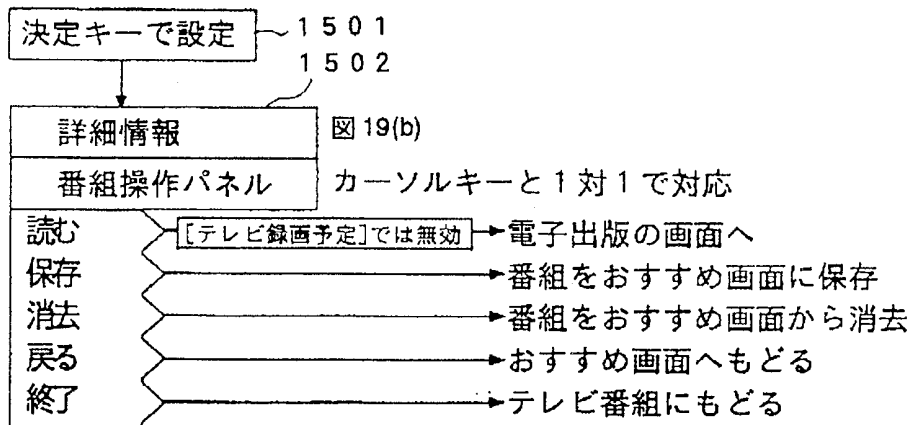 決定キーで設定 1501
1502
詳細情報 図19(b)
番組操作パネル カーソルキーと1対1で対応
読む [テレビ録画予定]では無効 電子出版の画面へ
保存 番組をおすすめ画面に保存
消去 番組をおすすめ画面から消去
戻る おすすめ画面へもどる
終了 テレビ番組にもどる